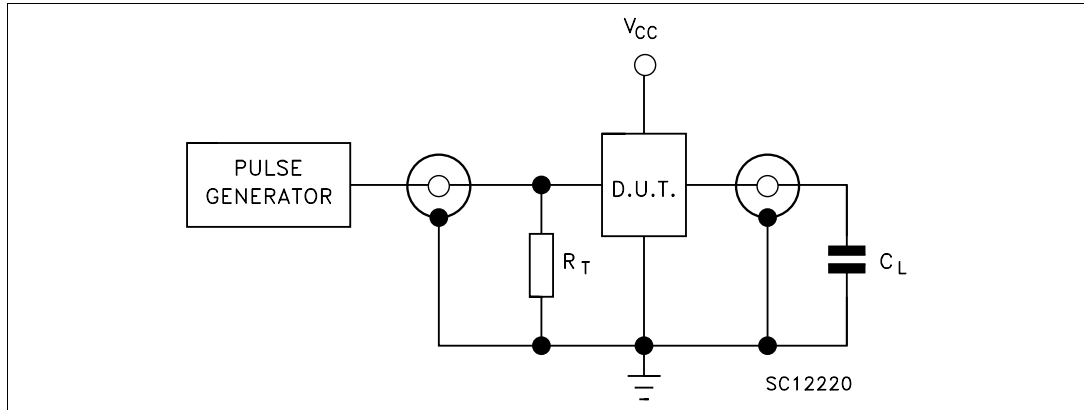 VCC
PULSE
GENERATOR
D.U.T.
RT
CL
SC12220